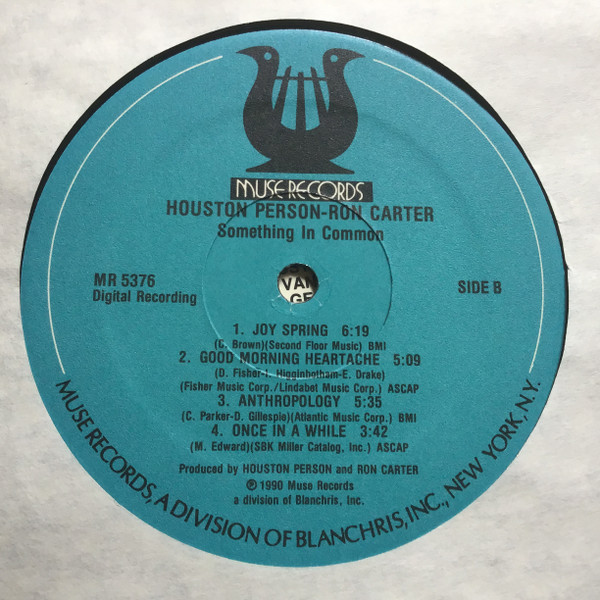 MUSE RECORDS
HOUSTON PERSON-RON CARTER
Something In Common
MR 5376
Digital Recording
SIDE B
VAN
GE
1. JOY SPRING 6:19
(C. Brown)(Second Floor Music) BMI
2. GOOD MORNING HEARTACHE 5:09
(D. Fisher-I. Higginbotham-E. Drake)
(Fisher Music Corp./Lindabet Music Corp.) ASCAP
3. ANTHROPOLOGY 5:35
(C. Parker-D. Gillespie)(Atlantic Music Corp.) BMI
4. ONCE IN A WHILE 3:42
(M. Edward)(SBK Miller Catalog, Inc.) ASCAP
Produced by HOUSTON PERSON and RON CARTER
℗ 1990 Muse Records
a division of Blanchris, Inc.
MUSE RECORDS, A DIVISION OF BLANCHRIS, INC., NEW YORK, N.Y.